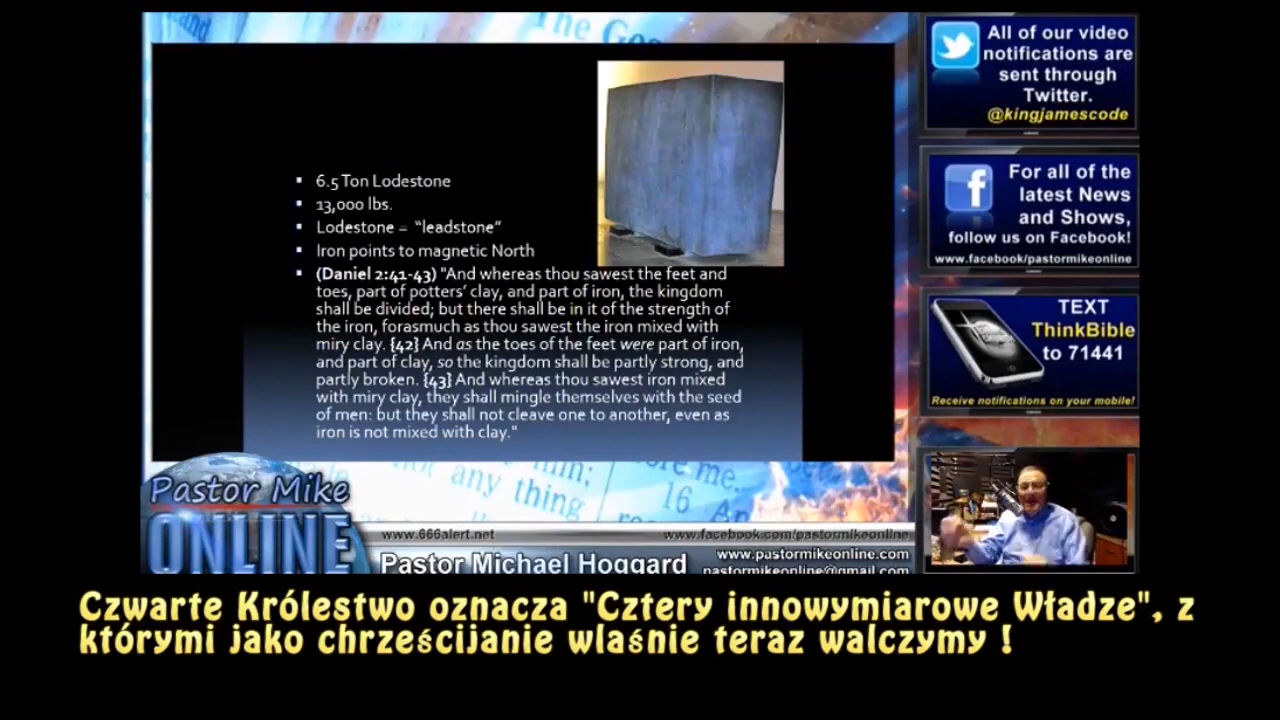 The Gos
and
▪ 6.5 Ton Lodestone
▪ 13,000 lbs.
▪ Lodestone = “leadstone”
▪ Iron points to magnetic North
▪ (Daniel 2:41-43) "And whereas thou sawest the feet and
toes, part of potters’ clay, and part of iron, the kingdom
shall be divided; but there shall be in it of the strength of
the iron, forasmuch as thou sawest the iron mixed with
miry clay. {42} And as the toes of the feet were part of iron,
and part of clay, so the kingdom shall be partly strong, and
partly broken. {43} And whereas thou sawest iron mixed
with miry clay, they shall mingle themselves with the seed
of men: but they shall not cleave one to another, even as
iron is not mixed with clay."
any thing
16
Pastor Mike
ONLINE
www.666alert.net
www.facebook.com/pastormikeonline
Pastor Michael Hoggard
www.pastormikeonline.com
pastormikeonline@gmail.com
All of our video
notifications are
sent through
Twitter.
@kingjamescode
For all of the
latest News
and Shows,
follow us on Facebook!
www.facebook/pastormikeonline
TEXT
ThinkBible
to 71441
Receive notifications on your mobile!
Czwarte Królestwo oznacza "Cztery innowymiarowe Władze", z
którymi jako chrześcijanie wlaśnie teraz walczymy !